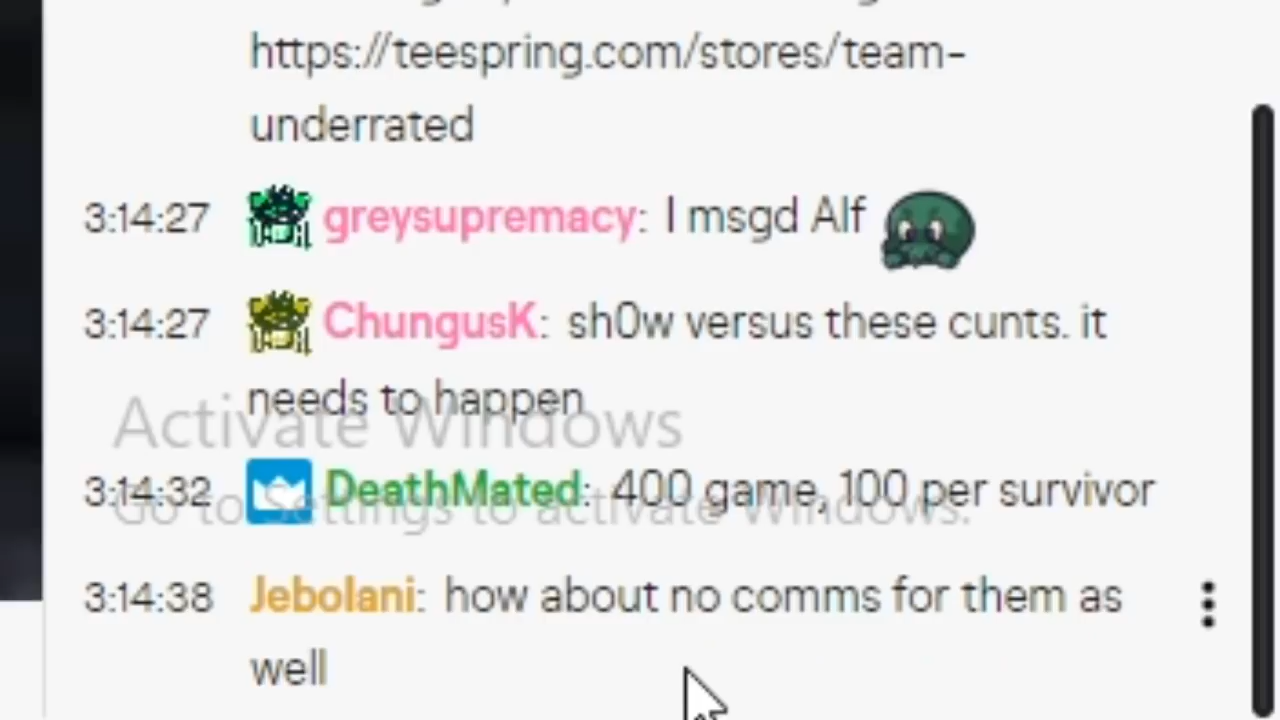 https://teespring.com/stores/team-
underrated
3:14:27 greysupremacy: I msgd Alf
3:14:27 ChungusK: sh0w versus these cunts. it
needs to happen
Activate Windows
3:14:32 DeathMated: 400 game, 100 per survivor
Go to Settings to activate Windows.
3:14:38 Jebolani: how about no comms for them as
well